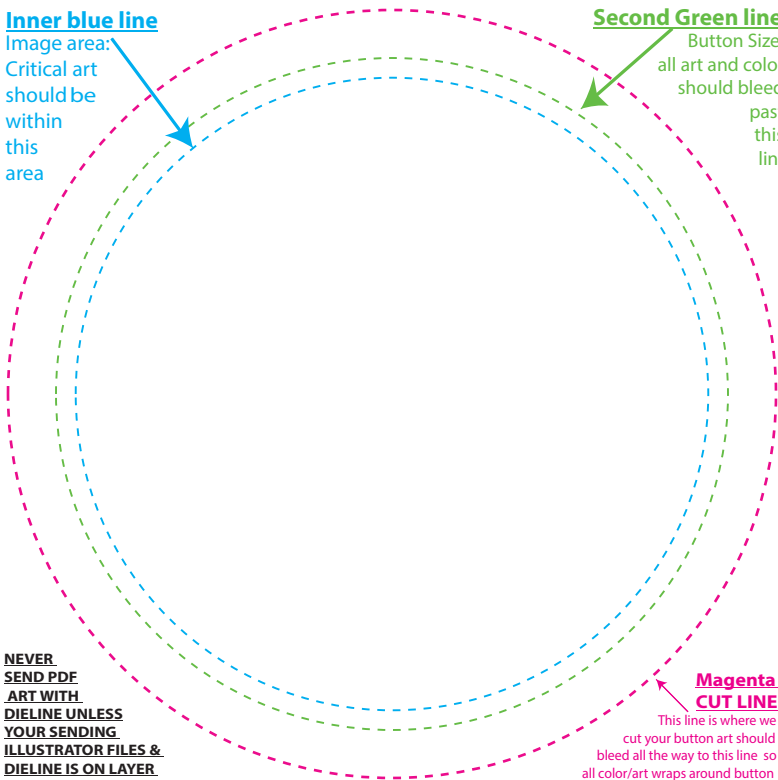 Inner blue line
Image area:
Critical art
should be
within
this
area
Second Green line
Button Size
all art and color
should bleed
past
this
line
NEVER
SEND PDF
ART WITH
DIELINE UNLESS
YOUR SENDING
ILLUSTRATOR FILES &
DIELINE IS ON LAYER
Magenta
CUT LINE
This line is where we
cut your button art should
bleed all the way to this line so
all color/art wraps around button